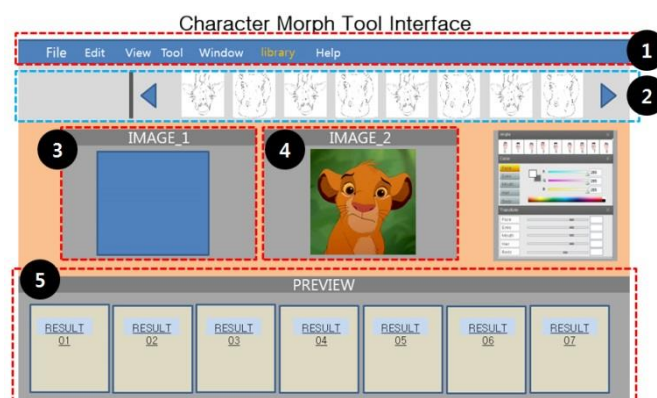 Character Morph Tool Interface
File Edit View Tool Window library Help
1
2
3
IMAGE_1
4
IMAGE_2
5
PREVIEW
RESULT
01
RESULT
02
RESULT
03
RESULT
04
RESULT
05
RESULT
06
RESULT
07